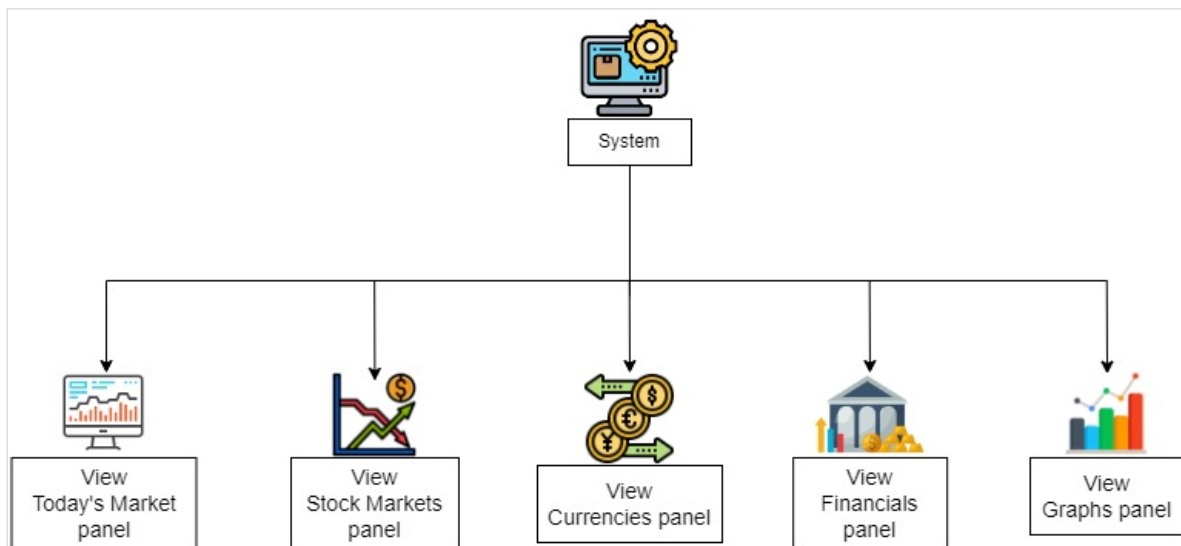 System
View
Today's Market
panel
View
Stock Markets
panel
View
Currencies panel
View
Financials
panel
View
Graphs panel